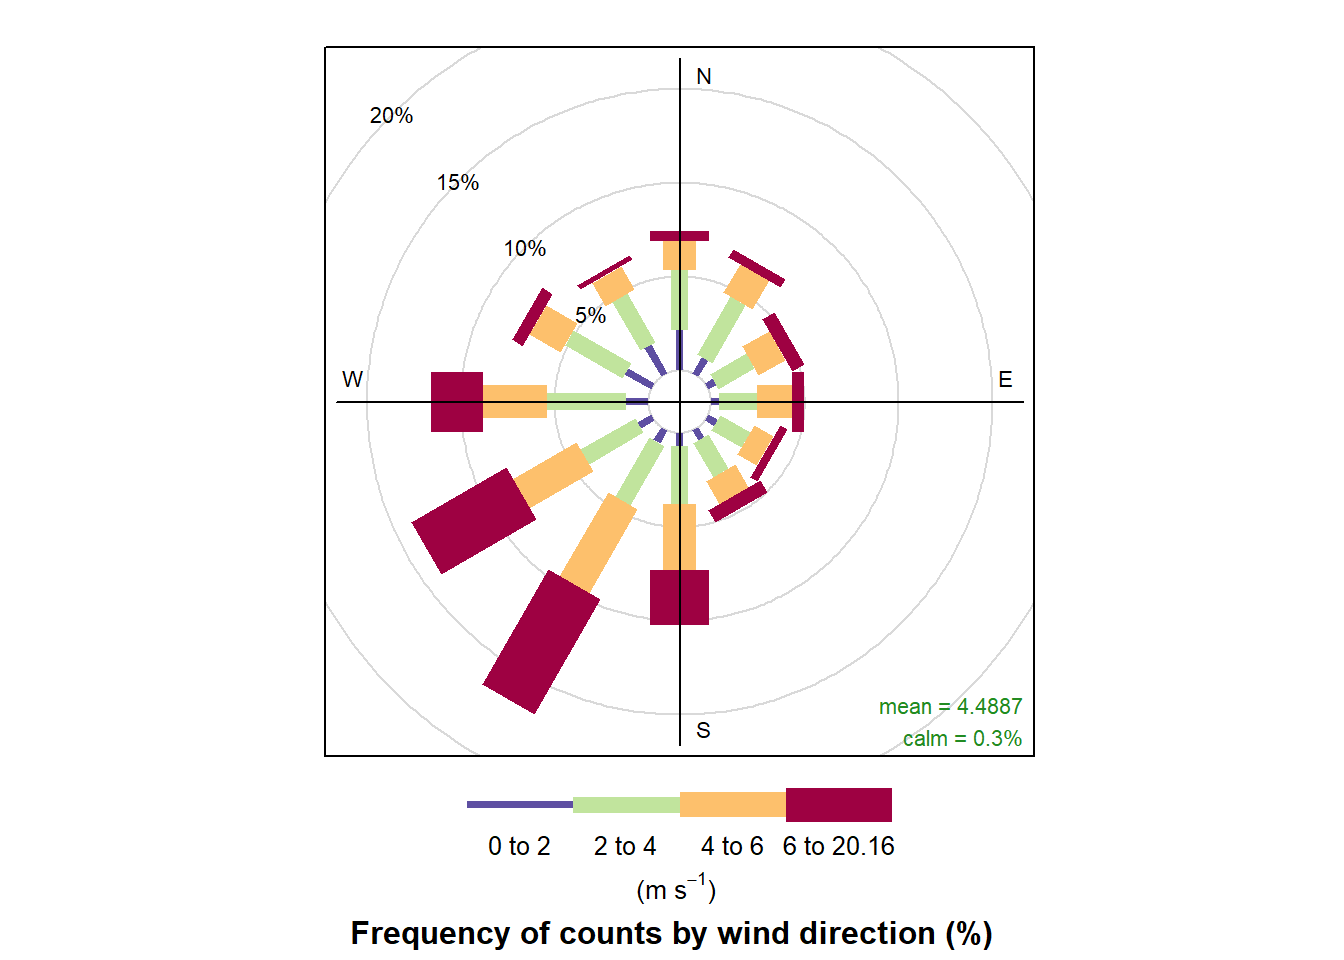 N
20%
15%
10%
5%
W
E
S
mean = 4.4887
calm = 0.3%
0 to 2 2 to 4 4 to 6 6 to 20.16
(m s⁻¹)
Frequency of counts by wind direction (%)